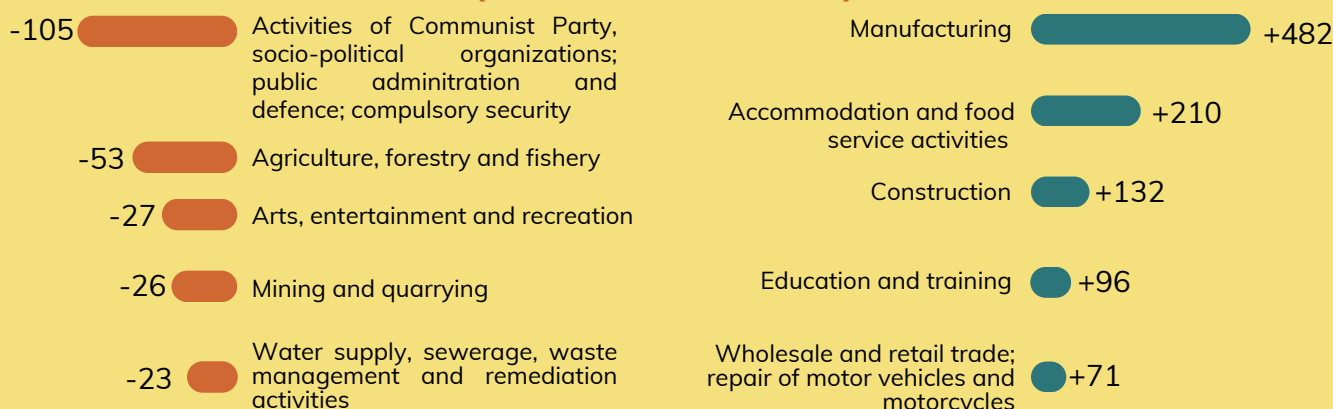 -105
Activities of Communist Party,
socio-political organizations;
public adminitration and
defence; compulsory security
-53
Agriculture, forestry and fishery
-27
Arts, entertainment and recreation
-26
Mining and quarrying
-23
Water supply, sewerage, waste
management and remediation
activities
Manufacturing
+482
Accommodation and food
service activities
+210
Construction
+132
Education and training
+96
Wholesale and retail trade;
repair of motor vehicles and
motorcycles
+71